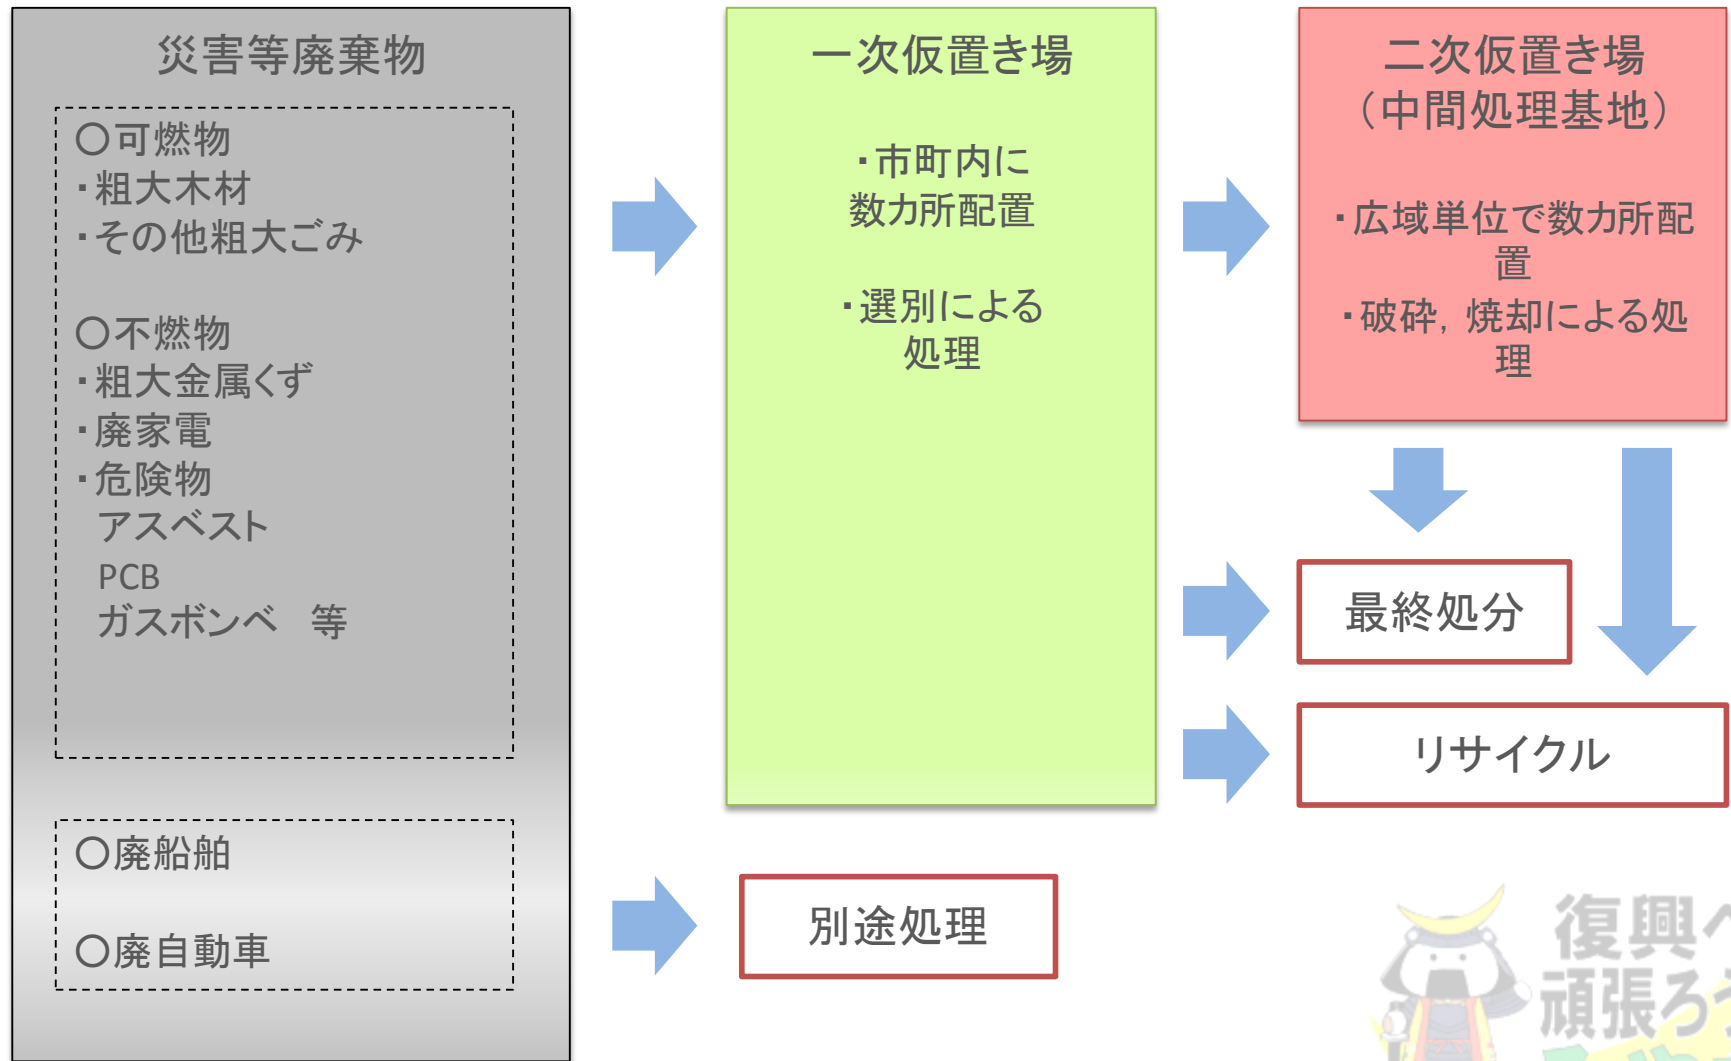 災害等廃棄物
○可燃物
・粗大木材
・その他粗大ごみ
○不燃物
・粗大金属くず
・廃家電
・危険物
アスベスト
PCB
ガスボンベ　等
○廃船舶
○廃自動車
一次仮置き場
・市町内に
数カ所配置
・選別による
処理
別途処理
二次仮置き場
（中間処理基地）
・広域単位で数カ所配
置
・破砕，焼却による処
理
最終処分
リサイクル
復興へ
頑張ろう